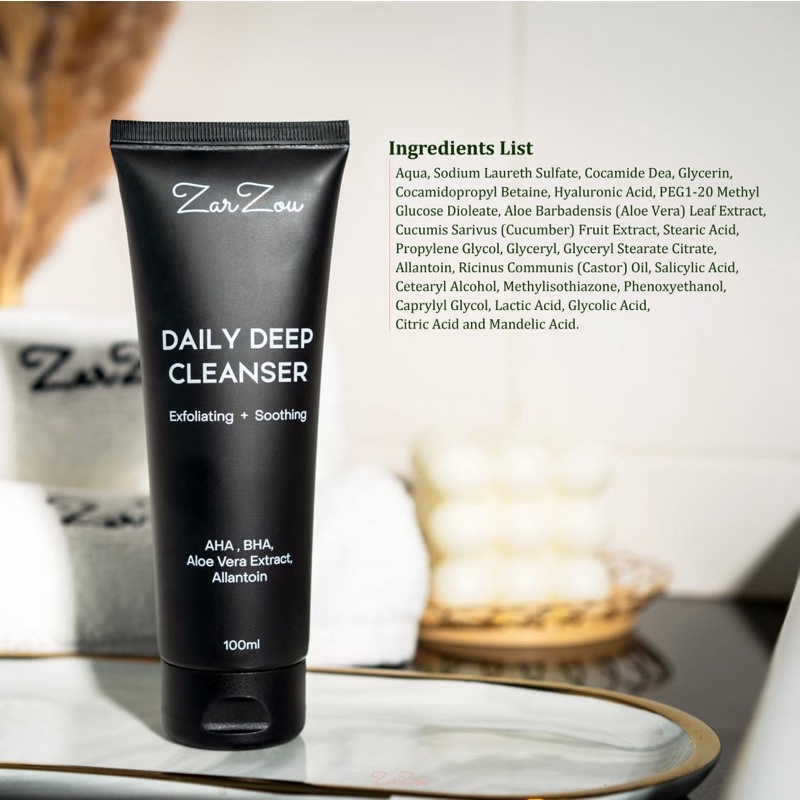 ZarZou
DAILY DEEP
CLEANSER
Exfoliating + Soothing
AHA , BHA,
Aloe Vera Extract,
Allantoin
100ml
Ingredients List
Aqua, Sodium Laureth Sulfate, Cocamide Dea, Glycerin,
Cocamidopropyl Betaine, Hyaluronic Acid, PEG1-20 Methyl
Glucose Dioleate, Aloe Barbadensis (Aloe Vera) Leaf Extract,
Cucumis Sarivus (Cucumber) Fruit Extract, Stearic Acid,
Propylene Glycol, Glyceryl, Glyceryl Stearate Citrate,
Allantoin, Ricinus Communis (Castor) Oil, Salicylic Acid,
Cetearyl Alcohol, Methylisothiazone, Phenoxyethanol,
Caprylyl Glycol, Lactic Acid, Glycolic Acid,
Citric Acid and Mandelic Acid.
ZarZou